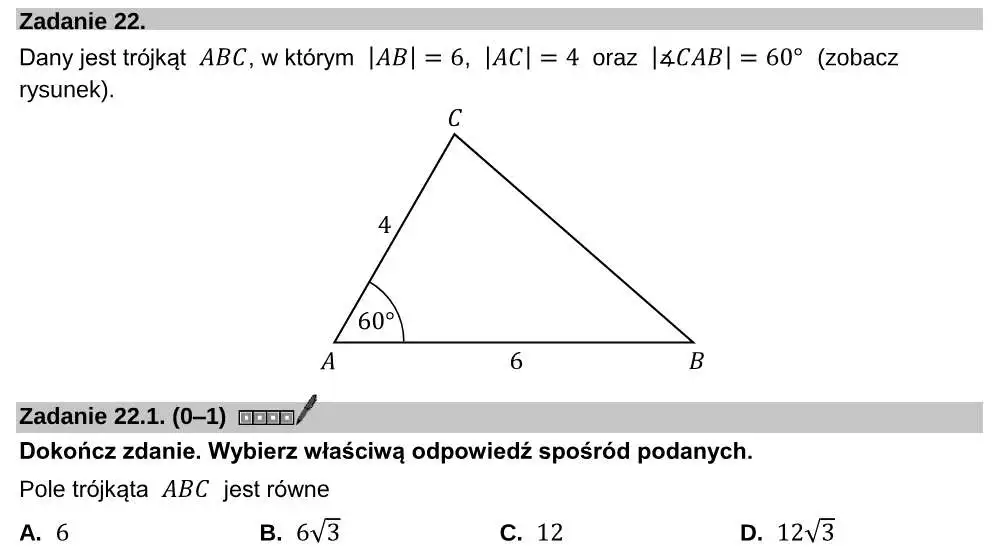 Zadanie 22.
Dany jest trójkąt ABC, w którym |AB| = 6, |AC| = 4 oraz |∡CAB| = 60° (zobacz
rysunek).
C
4
60°
A
6
B
Zadanie 22.1. (0–1)
Dokończ zdanie. Wybierz właściwą odpowiedź spośród podanych.
Pole trójkąta ABC jest równe
A. 6 B. 6√3 C. 12 D. 12√3